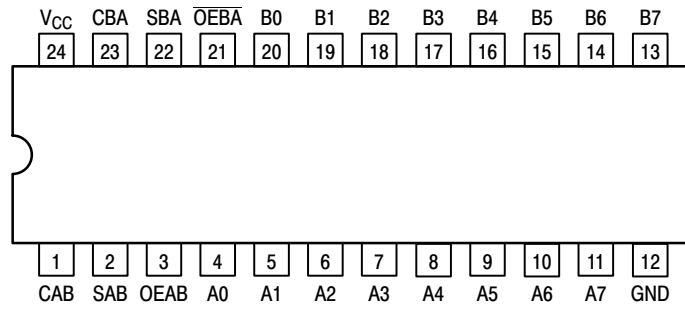 VCC CBA SBA OEBA B0 B1 B2 B3 B4 B5 B6 B7
24 23 22 21 20 19 18 17 16 15 14 13
1 2 3 4 5 6 7 8 9 10 11 12
CAB SAB OEAB A0 A1 A2 A3 A4 A5 A6 A7 GND